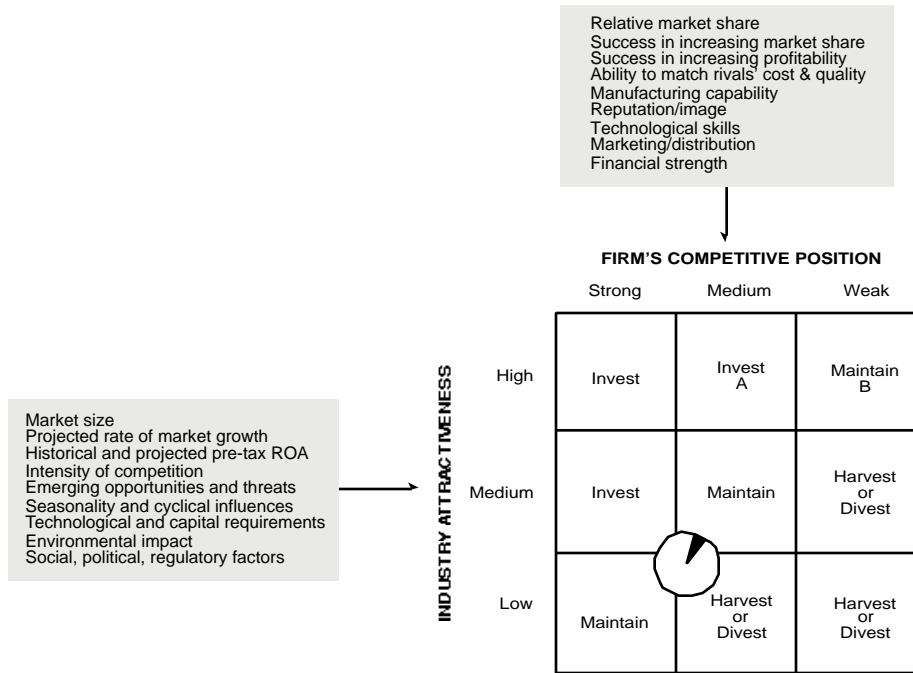 Relative market share
Success in increasing market share
Success in increasing profitability
Ability to match rivals' cost & quality
Manufacturing capability
Reputation/image
Technological skills
Marketing/distribution
Financial strength
FIRM'S COMPETITIVE POSITION
Strong Medium Weak
INDUSTRY ATTRACTIVENESS
Market size
Projected rate of market growth
Historical and projected pre-tax ROA
Intensity of competition
Emerging opportunities and threats
Seasonality and cyclical influences
Technological and capital requirements
Environmental impact
Social, political, regulatory factors
High
Invest
Invest
A
Maintain
B
Medium
Invest
Maintain
Harvest
or
Divest
Low
Maintain
Harvest
or
Divest
Harvest
or
Divest